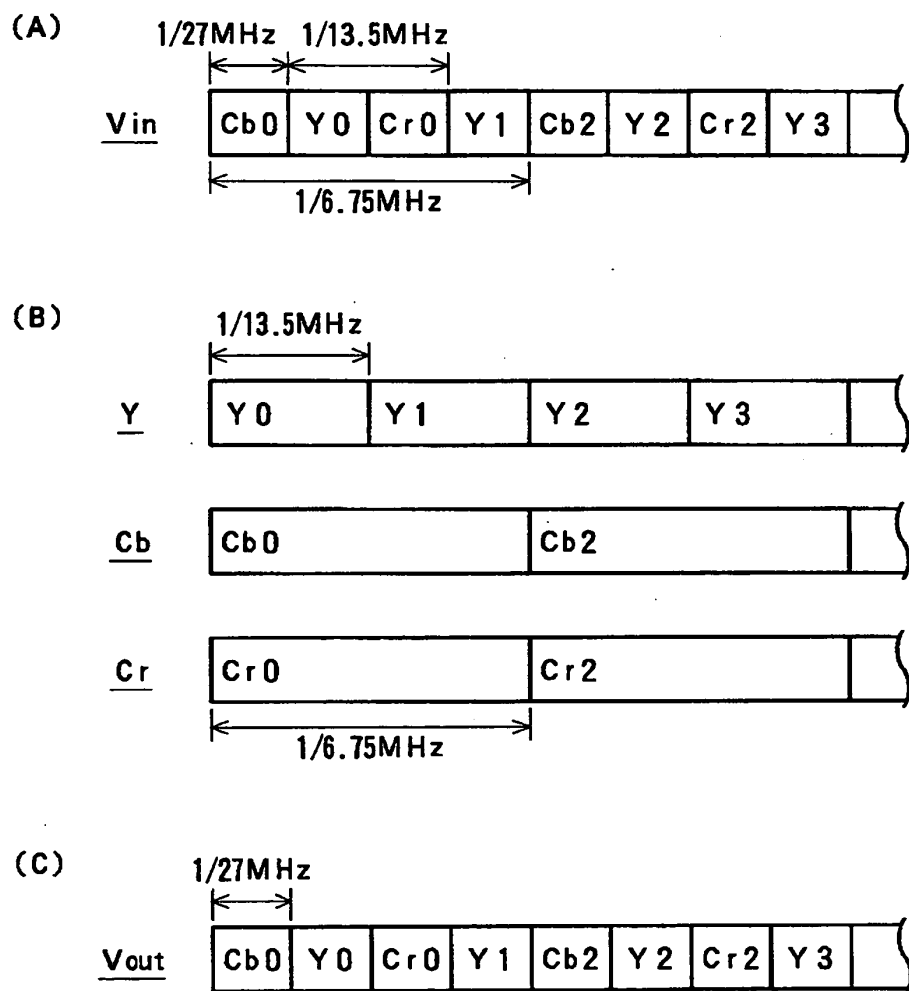 (A)
1/27MHz 1/13.5MHz
Vin Cb0 Y0 Cr0 Y1 Cb2 Y2 Cr2 Y3
1/6.75MHz
(B)
1/13.5MHz
Y Y0 Y1 Y2 Y3
Cb Cb0 Cb2
Cr Cr0 Cr2
1/6.75MHz
(C)
1/27MHz
Vout Cb0 Y0 Cr0 Y1 Cb2 Y2 Cr2 Y3